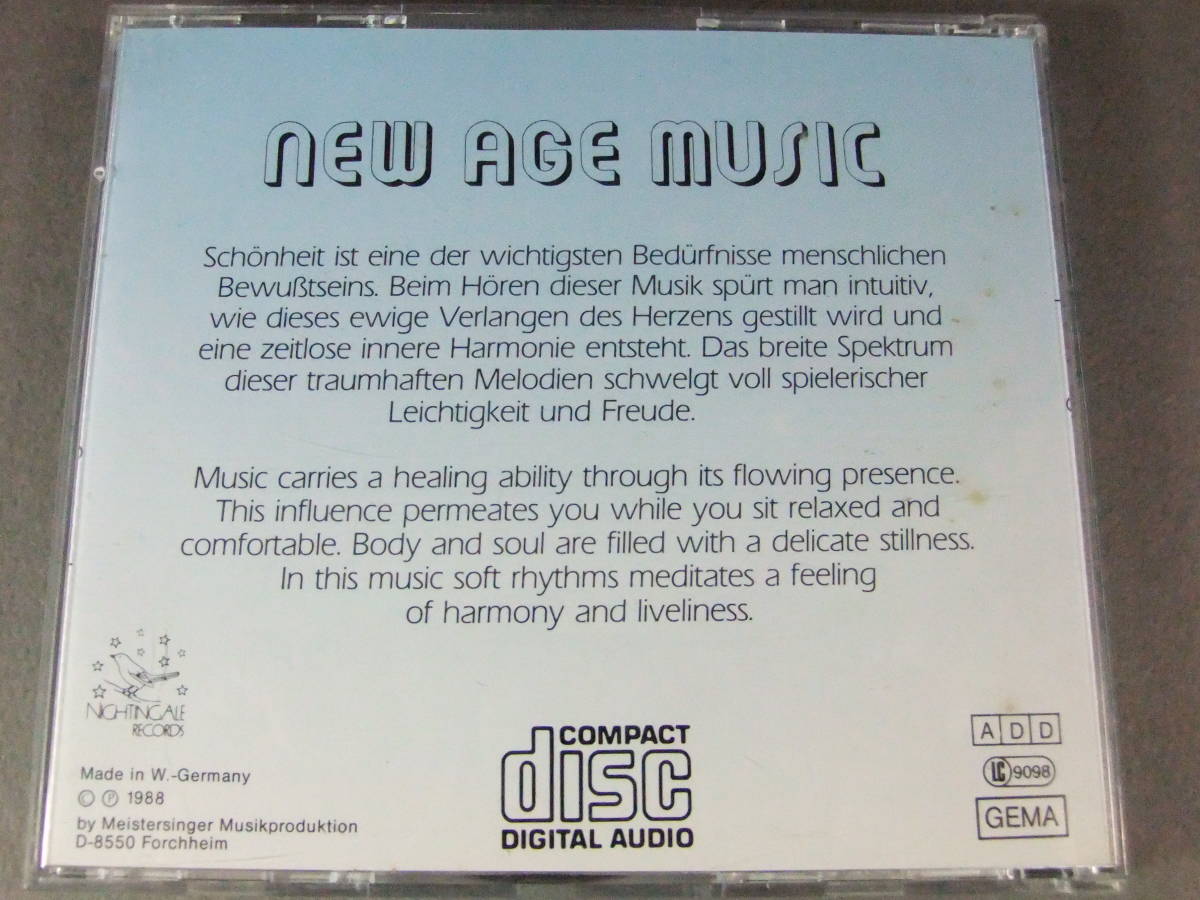 NEW AGE MUSIC
Schönheit ist eine der wichtigsten Bedürfnisse menschlichen
Bewußtseins. Beim Hören dieser Musik spürt man intuitiv,
wie dieses ewige Verlangen des Herzens gestillt wird und
eine zeitlose innere Harmonie entsteht. Das breite Spektrum
dieser traumhaften Melodien schwelgt voll spielerischer
Leichtigkeit und Freude.
Music carries a healing ability through its flowing presence.
This influence permeates you while you sit relaxed and
comfortable. Body and soul are filled with a delicate stillness.
In this music soft rhythms meditates a feeling
of harmony and liveliness.
NIGHTINGALE
RECORDS
Made in W.-Germany
© ℗ 1988
by Meistersinger Musikproduktion
D-8550 Forchheim
COMPACT
disc
DIGITAL AUDIO
A D D
LC 9098
GEMA